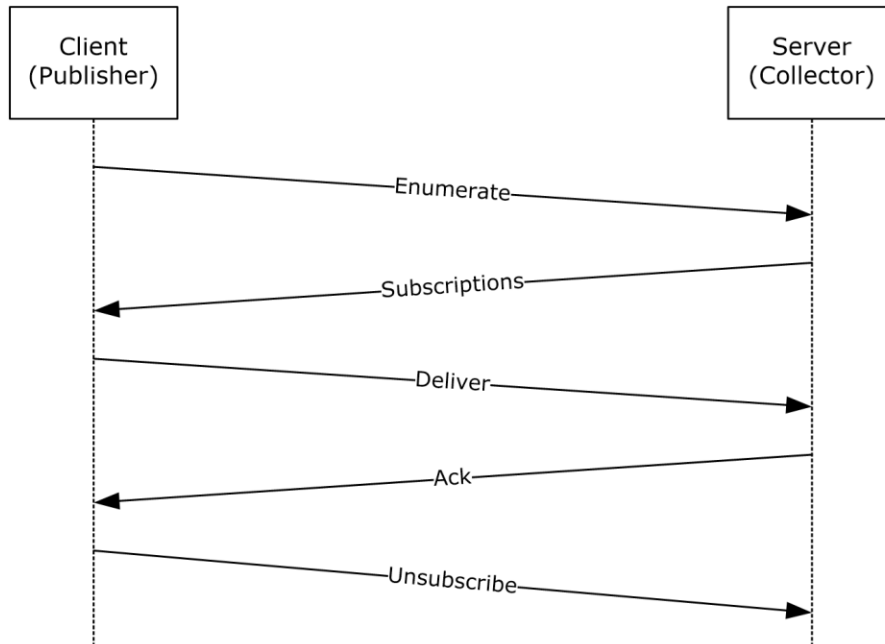 Client
(Publisher)
Server
(Collector)
Enumerate
Subscriptions
Deliver
Ack
Unsubscribe